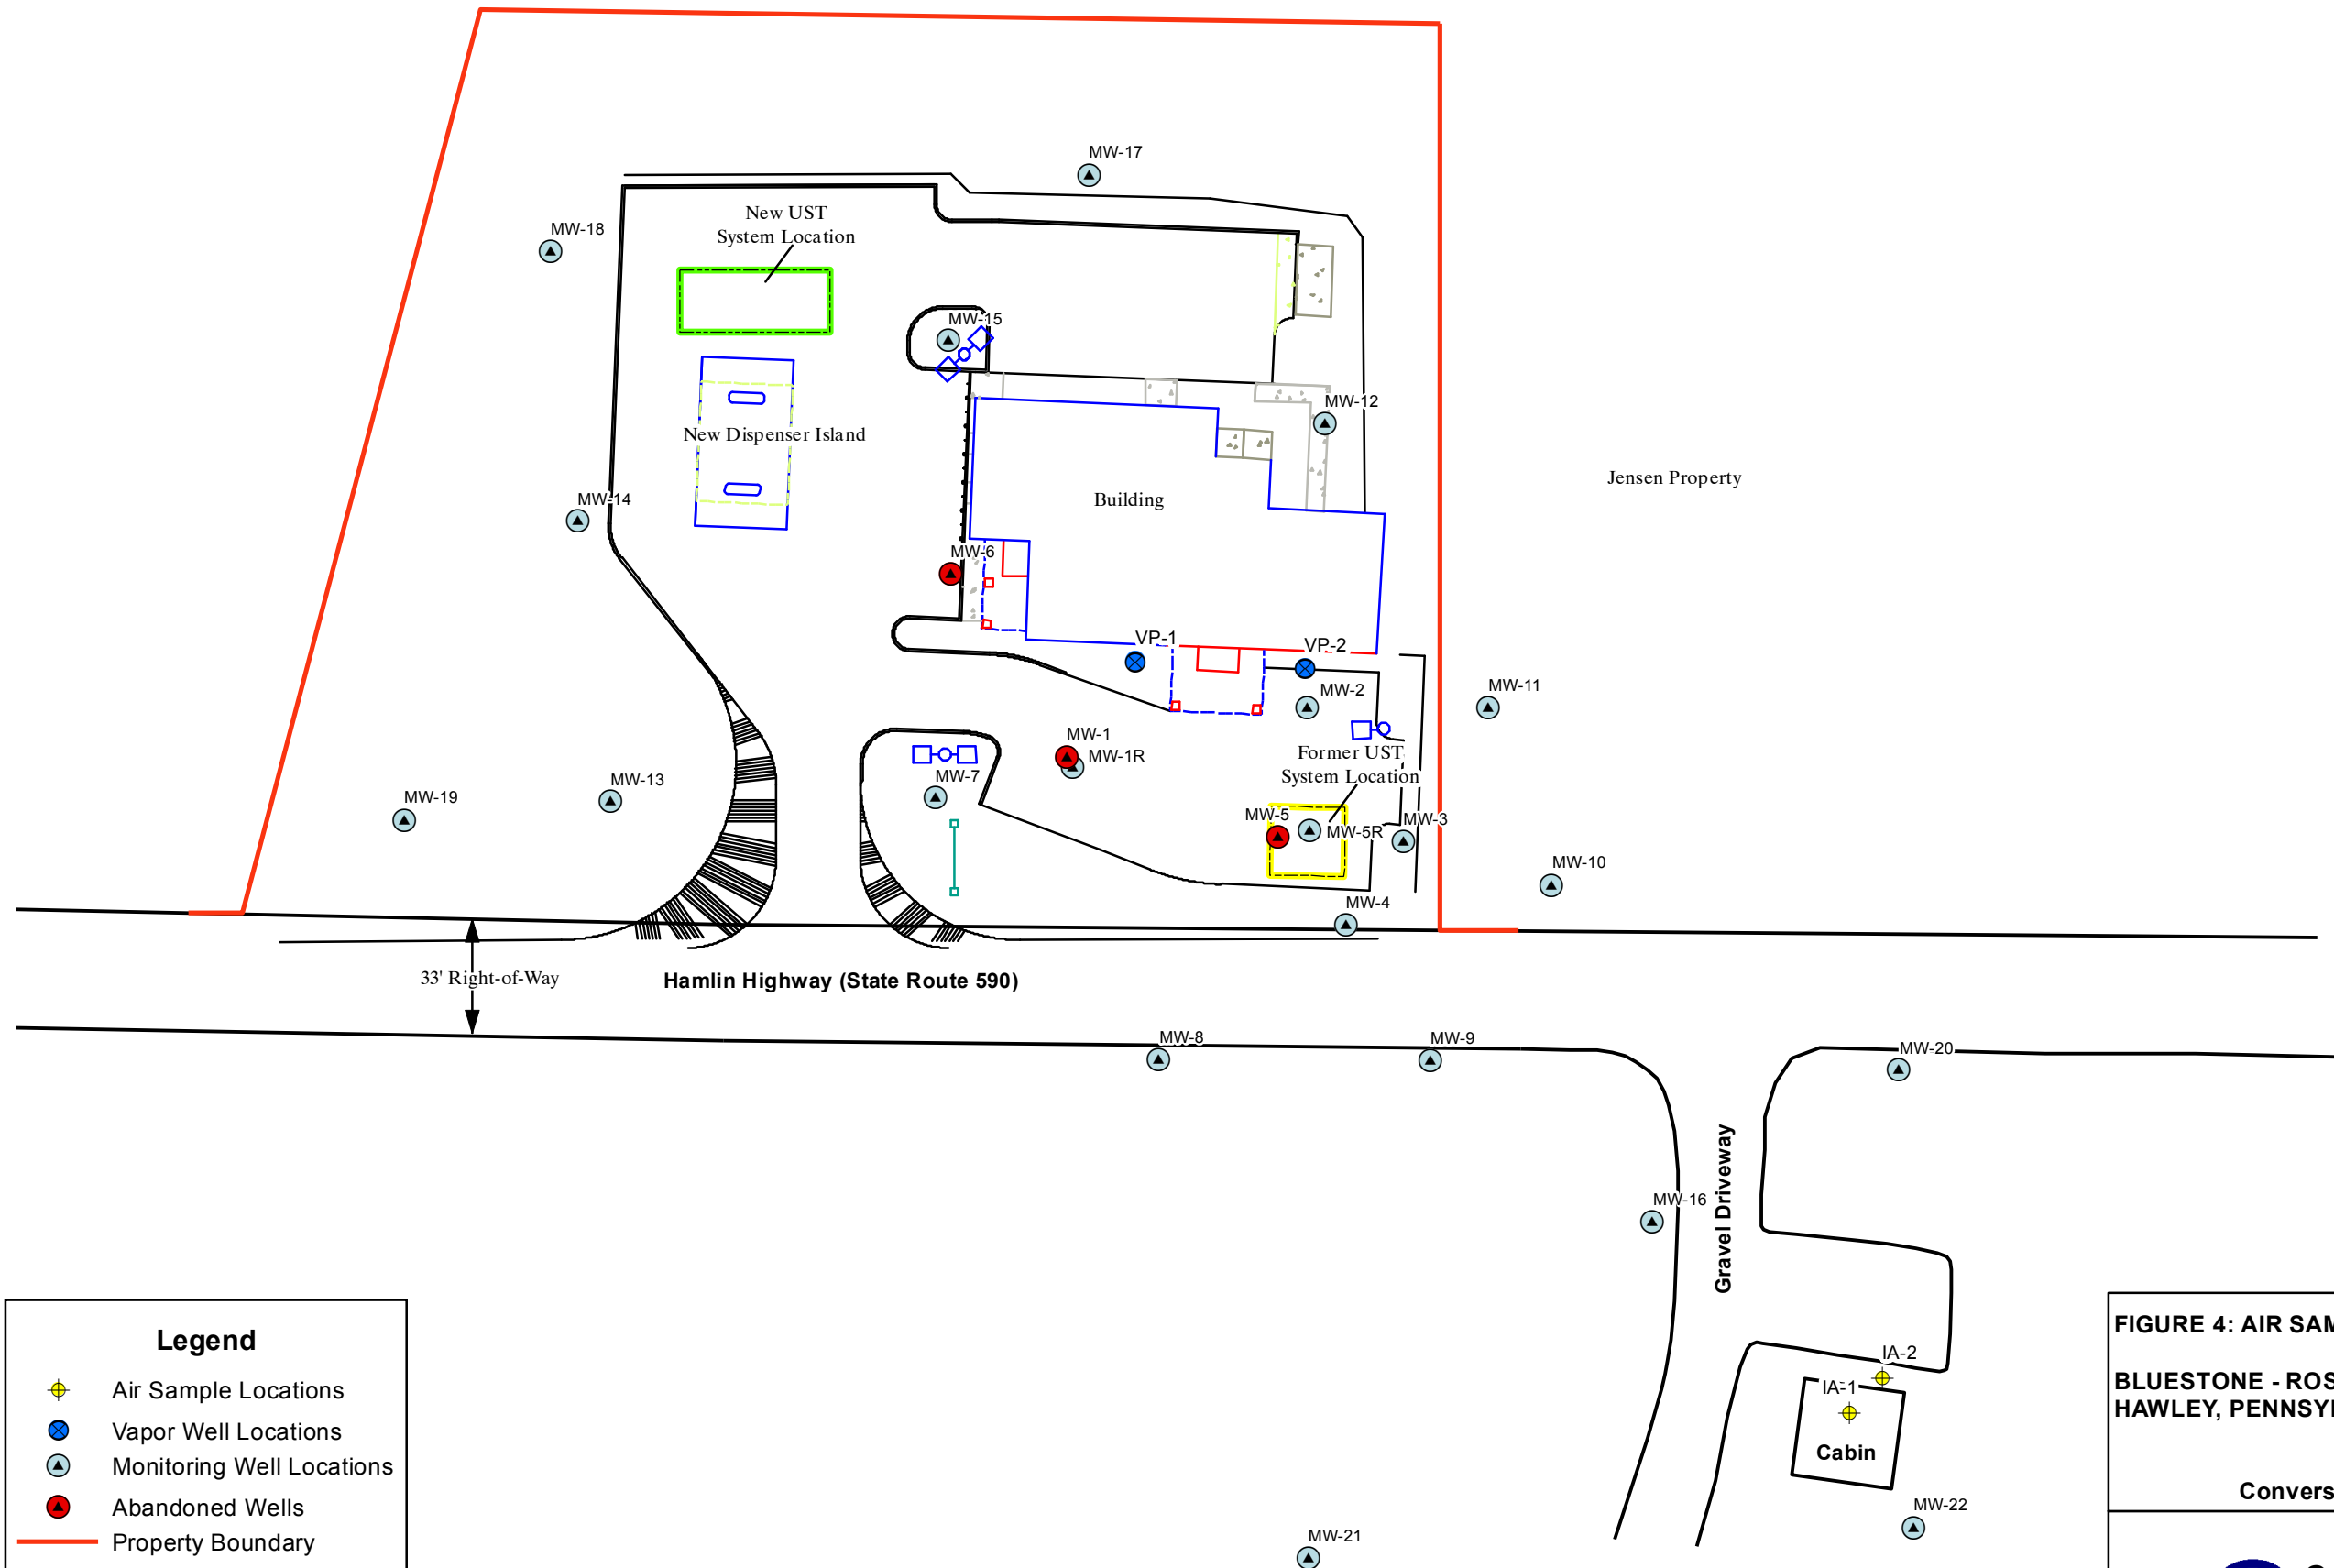 MW-17
New UST
System Location
MW-18
MW-15
MW-12
New Dispenser Island
Jensen Property
Building
MW-14
MW-6
VP-1
VP-2
MW-2
MW-11
MW-1
MW-1R
Former UST
System Location
MW-7
MW-13
MW-19
MW-5
MW-5R
MW-3
MW-10
MW-4
33' Right-of-Way
Hamlin Highway (State Route 590)
MW-8
MW-9
MW-20
Gravel Driveway
MW-16
IA-2
IA-1
Cabin
MW-22
MW-21
Legend
Air Sample Locations
Vapor Well Locations
Monitoring Well Locations
Abandoned Wells
Property Boundary
FIGURE 4: AIR SAM
BLUESTONE - ROS
HAWLEY, PENNSY
Convers